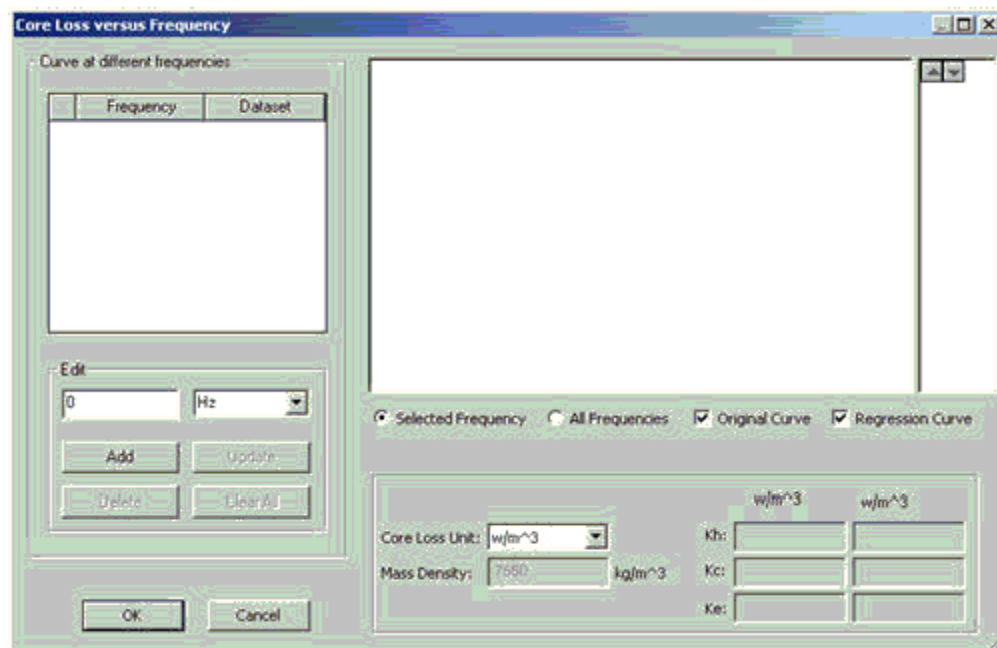 Core Loss versus Frequency
Curve at different frequencies
Frequency Dataset
Edit
0 Hz
Add Update
Delete Clear All
OK Cancel
Selected Frequency All Frequencies Original Curve Regression Curve
w/m^3 w/m^3
Core Loss Unit: w/m^3 Kh:
Mass Density: kg/m^3 Kc:
Ke: